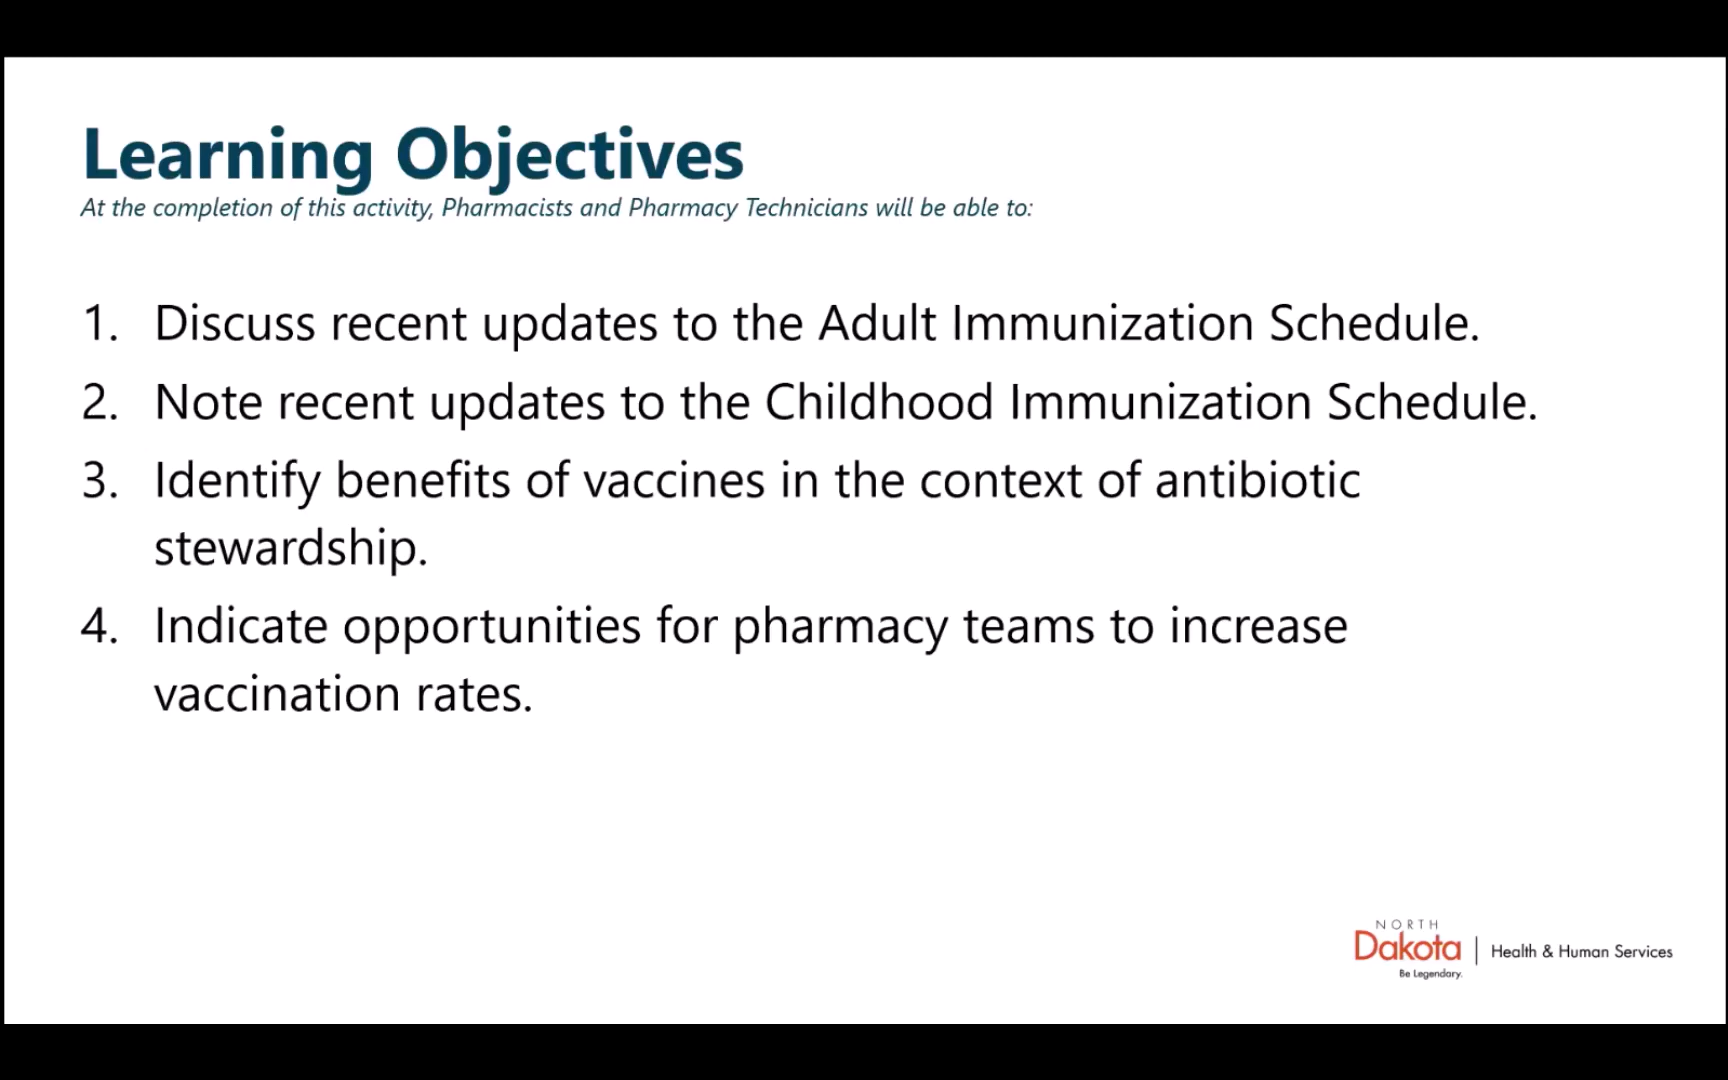 Learning Objectives
At the completion of this activity, Pharmacists and Pharmacy Technicians will be able to:
1. Discuss recent updates to the Adult Immunization Schedule.
2. Note recent updates to the Childhood Immunization Schedule.
3. Identify benefits of vaccines in the context of antibiotic
stewardship.
4. Indicate opportunities for pharmacy teams to increase
vaccination rates.
NORTH
Dakota | Health & Human Services
Be Legendary.